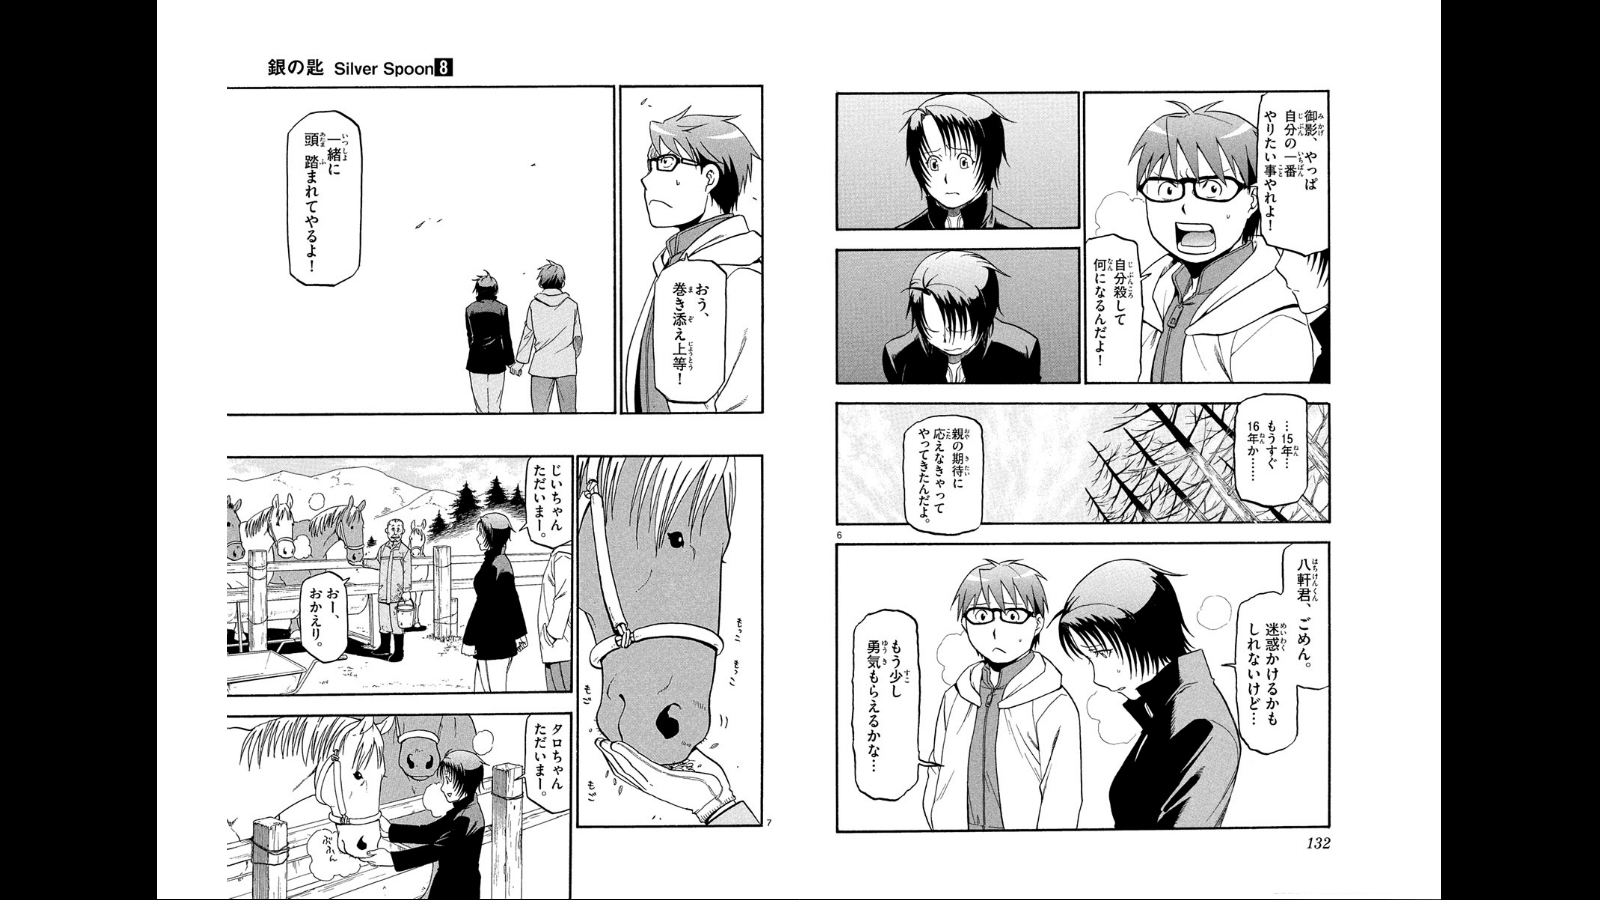 御影、やっぱ
自分の一番
やりたい事やれよ!
自分殺して
何になるんだよ!
…15年…
もうすぐ
16年か……
親の期待に
応えなきゃって
やってきたんだよ。
八軒君、ごめん。
迷惑かけるかも
しれないけど…
もう少し
勇気もらえるかな…
6
132
銀の匙 Silver Spoon 8
おう、
巻き添え上等!
一緒に
頭 踏まれてやるよ!
もっこ
もっこ
もご
もご
じいちゃん
ただいまー。
おー、
おかえり。
タロちゃん
ただいまー。
ぶふん
7